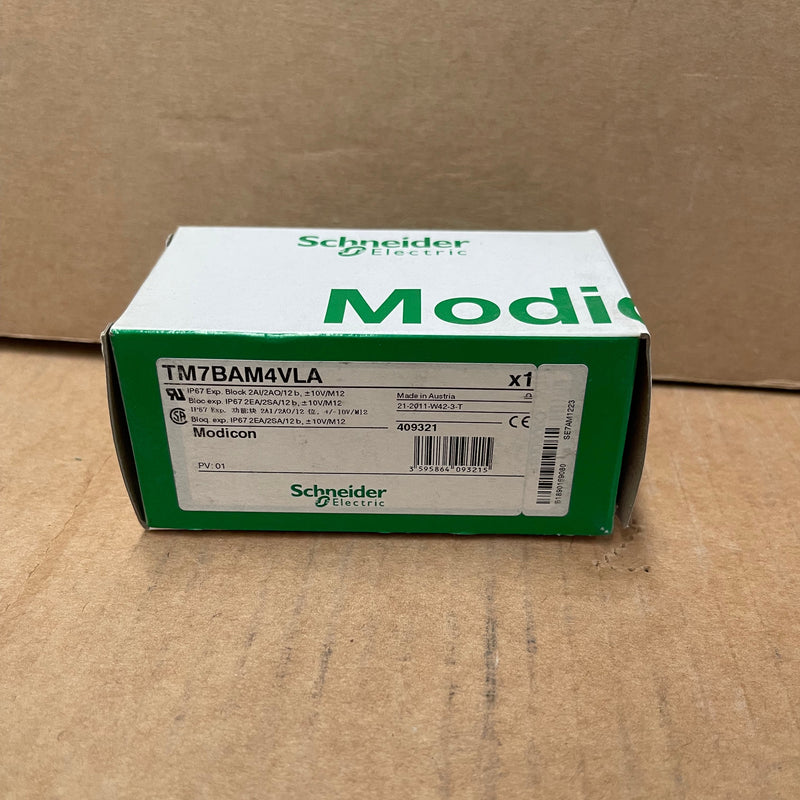 Schneider
Electric
Modic
TM7BAM4VLA
x1
IP67 Exp. Block 2AI/2AO/12 b, ±10V/M12
Bloc exp. IP67 2EA/2SA/12 b, ±10V/M12
IP67 Exp. 功能块 2AI/2AO/12 位, +/-10V/M12
Bloq. exp. IP67 2EA/2SA/12 b, ±10V/M12
Modicon
PV: 01
Made in Austria
21-2011-W42-3-T
409321
CE
3 595864 093215
Schneider
Electric
B1890169080
SE7AM1223